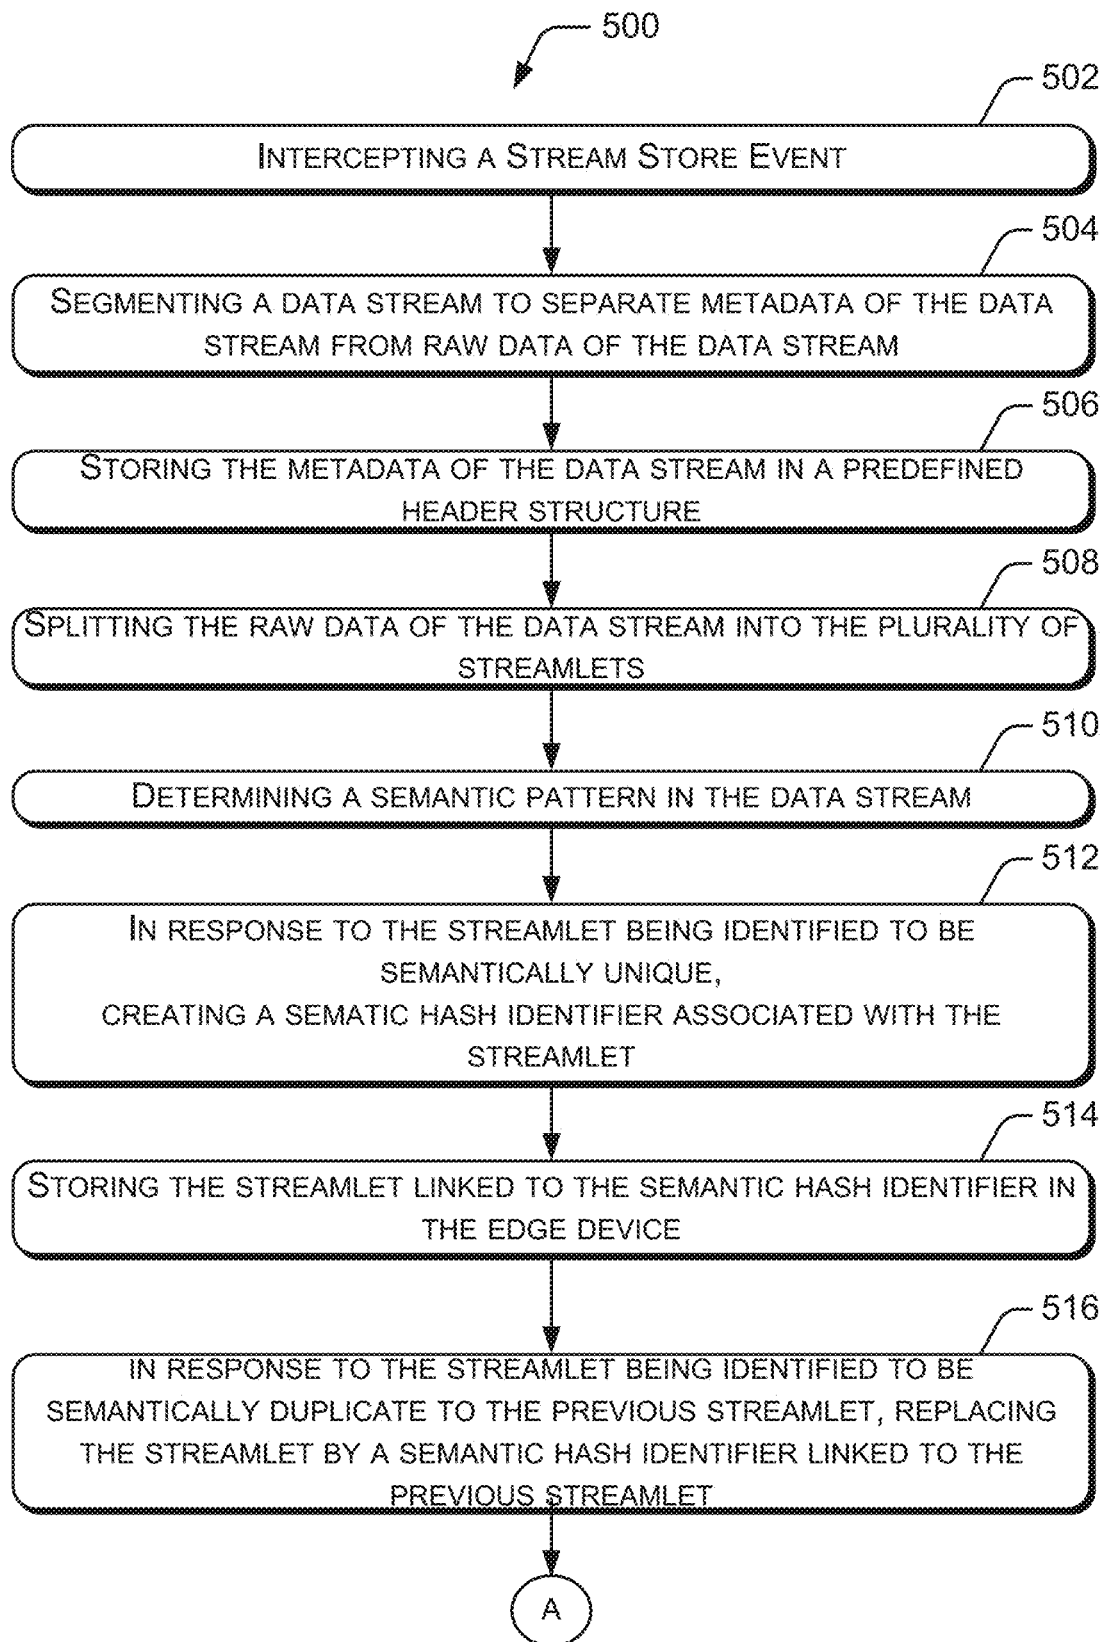 500
502
INTERCEPTING A STREAM STORE EVENT
504
SEGMENTING A DATA STREAM TO SEPARATE METADATA OF THE DATA
STREAM FROM RAW DATA OF THE DATA STREAM
506
STORING THE METADATA OF THE DATA STREAM IN A PREDEFINED
HEADER STRUCTURE
508
SPLITTING THE RAW DATA OF THE DATA STREAM INTO THE PLURALITY OF
STREAMLETS
510
DETERMINING A SEMANTIC PATTERN IN THE DATA STREAM
512
IN RESPONSE TO THE STREAMLET BEING IDENTIFIED TO BE
SEMANTICALLY UNIQUE,
CREATING A SEMATIC HASH IDENTIFIER ASSOCIATED WITH THE
STREAMLET
514
STORING THE STREAMLET LINKED TO THE SEMANTIC HASH IDENTIFIER IN
THE EDGE DEVICE
516
IN RESPONSE TO THE STREAMLET BEING IDENTIFIED TO BE
SEMANTICALLY DUPLICATE TO THE PREVIOUS STREAMLET, REPLACING
THE STREAMLET BY A SEMANTIC HASH IDENTIFIER LINKED TO THE
PREVIOUS STREAMLET
A